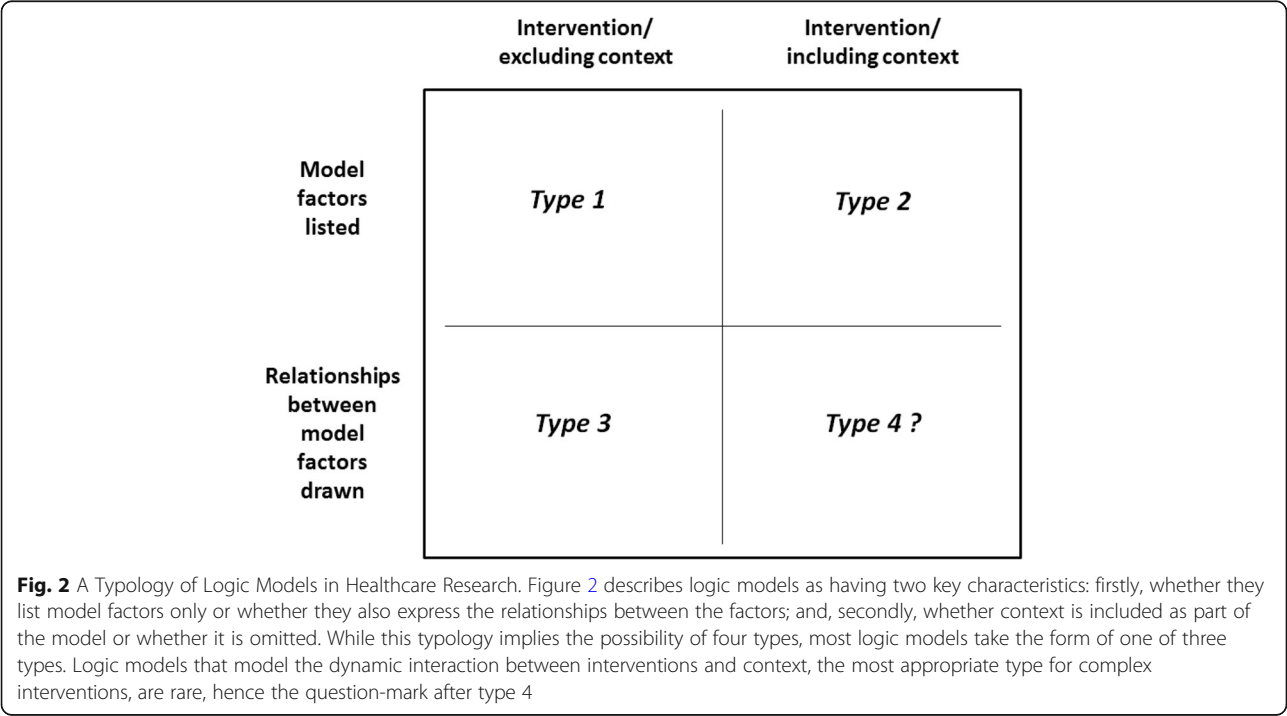 Intervention/
excluding context
Intervention/
including context
Model
factors
listed
Type 1
Type 2
Relationships
between
model
factors
drawn
Type 3
Type 4 ?
Fig. 2 A Typology of Logic Models in Healthcare Research. Figure 2 describes logic models as having two key characteristics: firstly, whether they
list model factors only or whether they also express the relationships between the factors; and, secondly, whether context is included as part of
the model or whether it is omitted. While this typology implies the possibility of four types, most logic models take the form of one of three
types. Logic models that model the dynamic interaction between interventions and context, the most appropriate type for complex
interventions, are rare, hence the question-mark after type 4